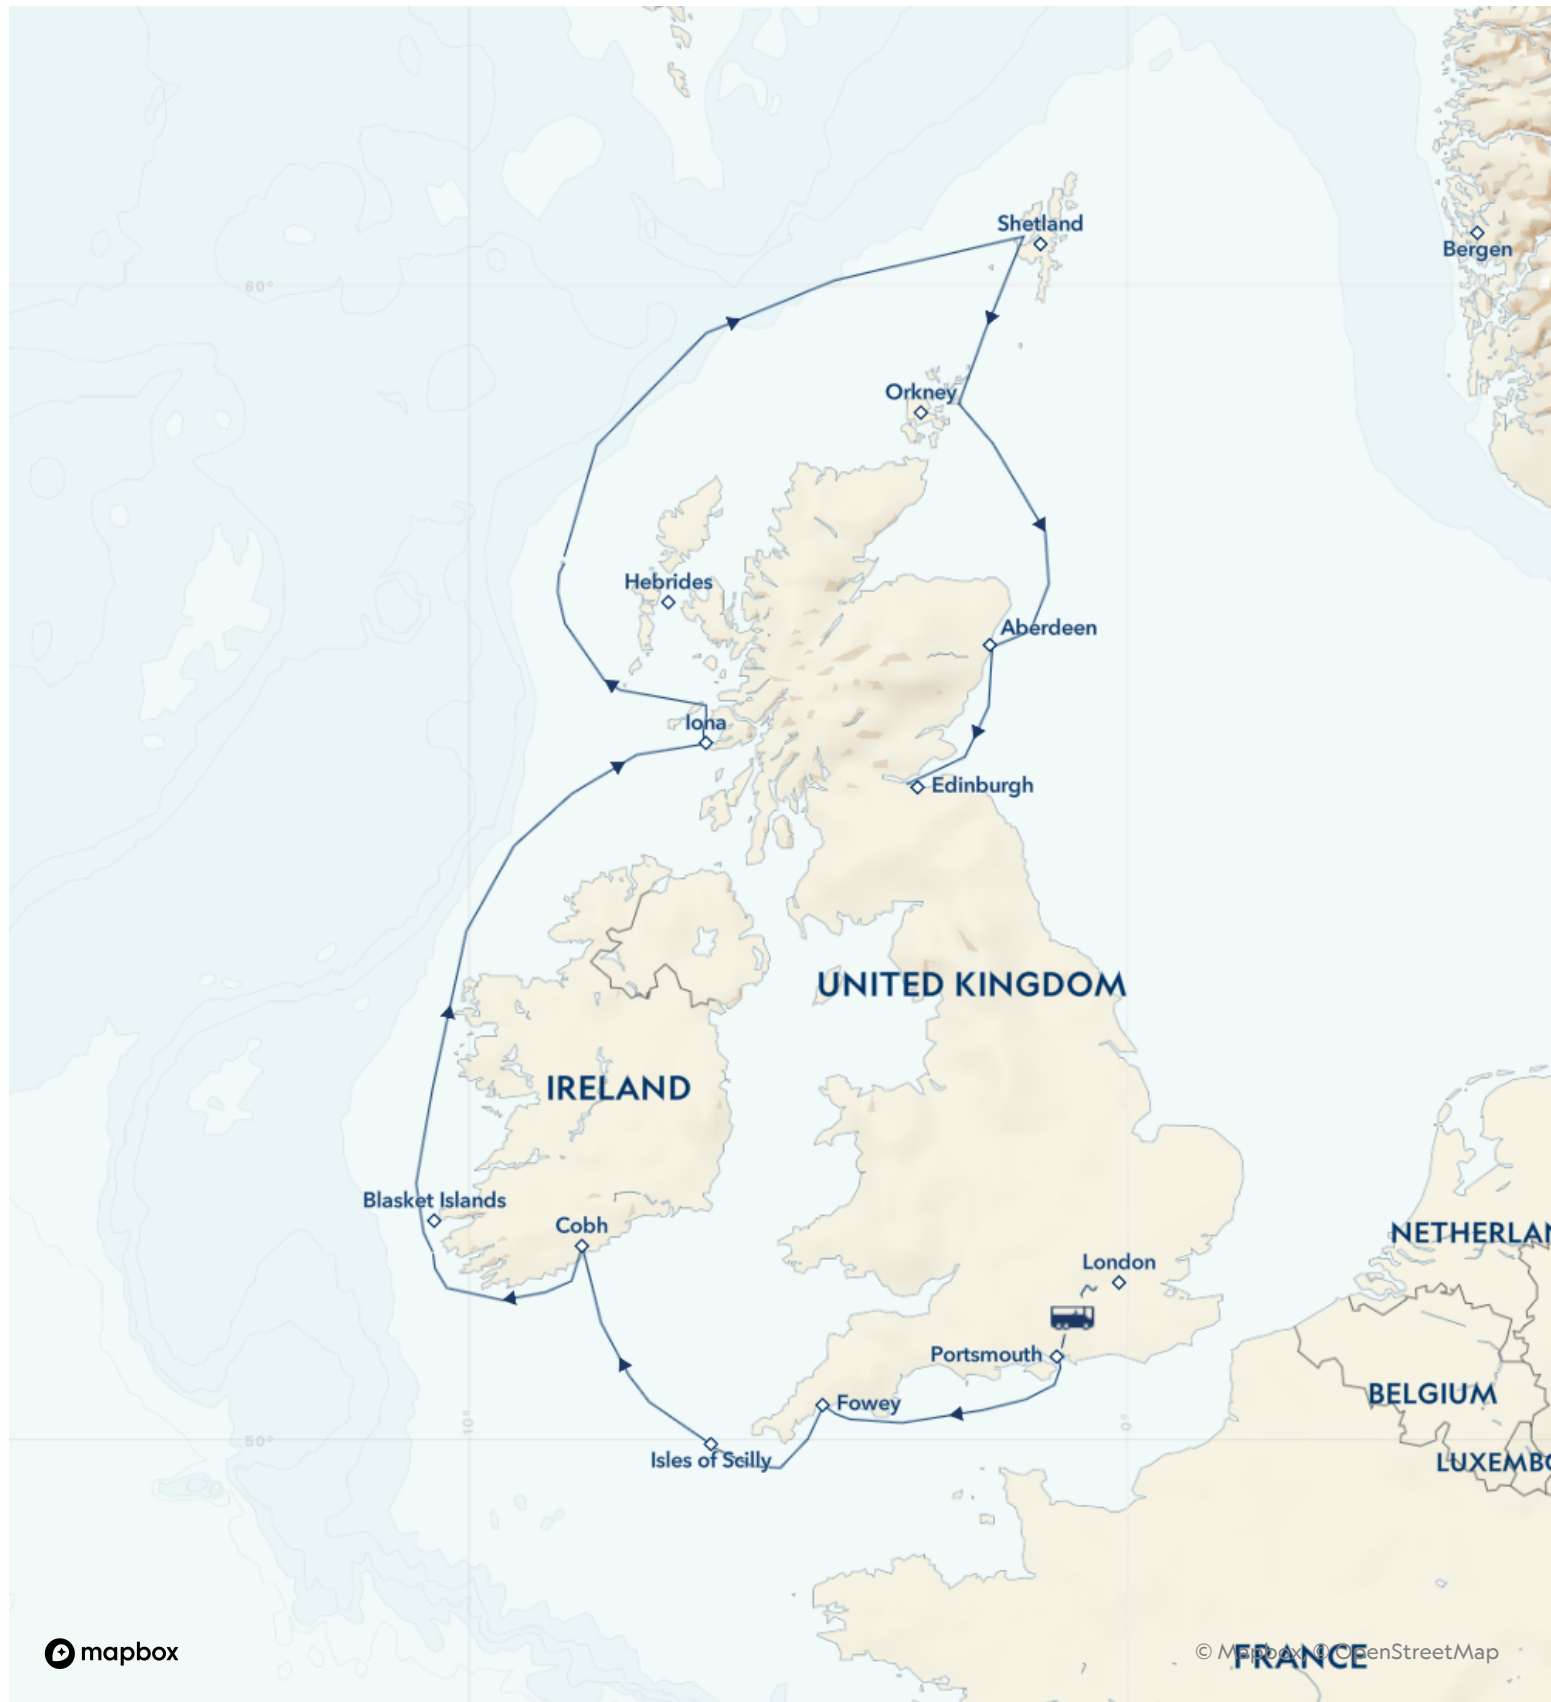 Shetland
Bergen
60°
Orkney
Hebrides
Aberdeen
Iona
Edinburgh
UNITED KINGDOM
IRELAND
Blasket Islands
Cobh
NETHERLAN
London
Portsmouth
BELGIUM
Fowey
50°
10°
0°
Isles of Scilly
LUXEMBO
mapbox
© Mapbox, © OpenStreetMap
FRANCE